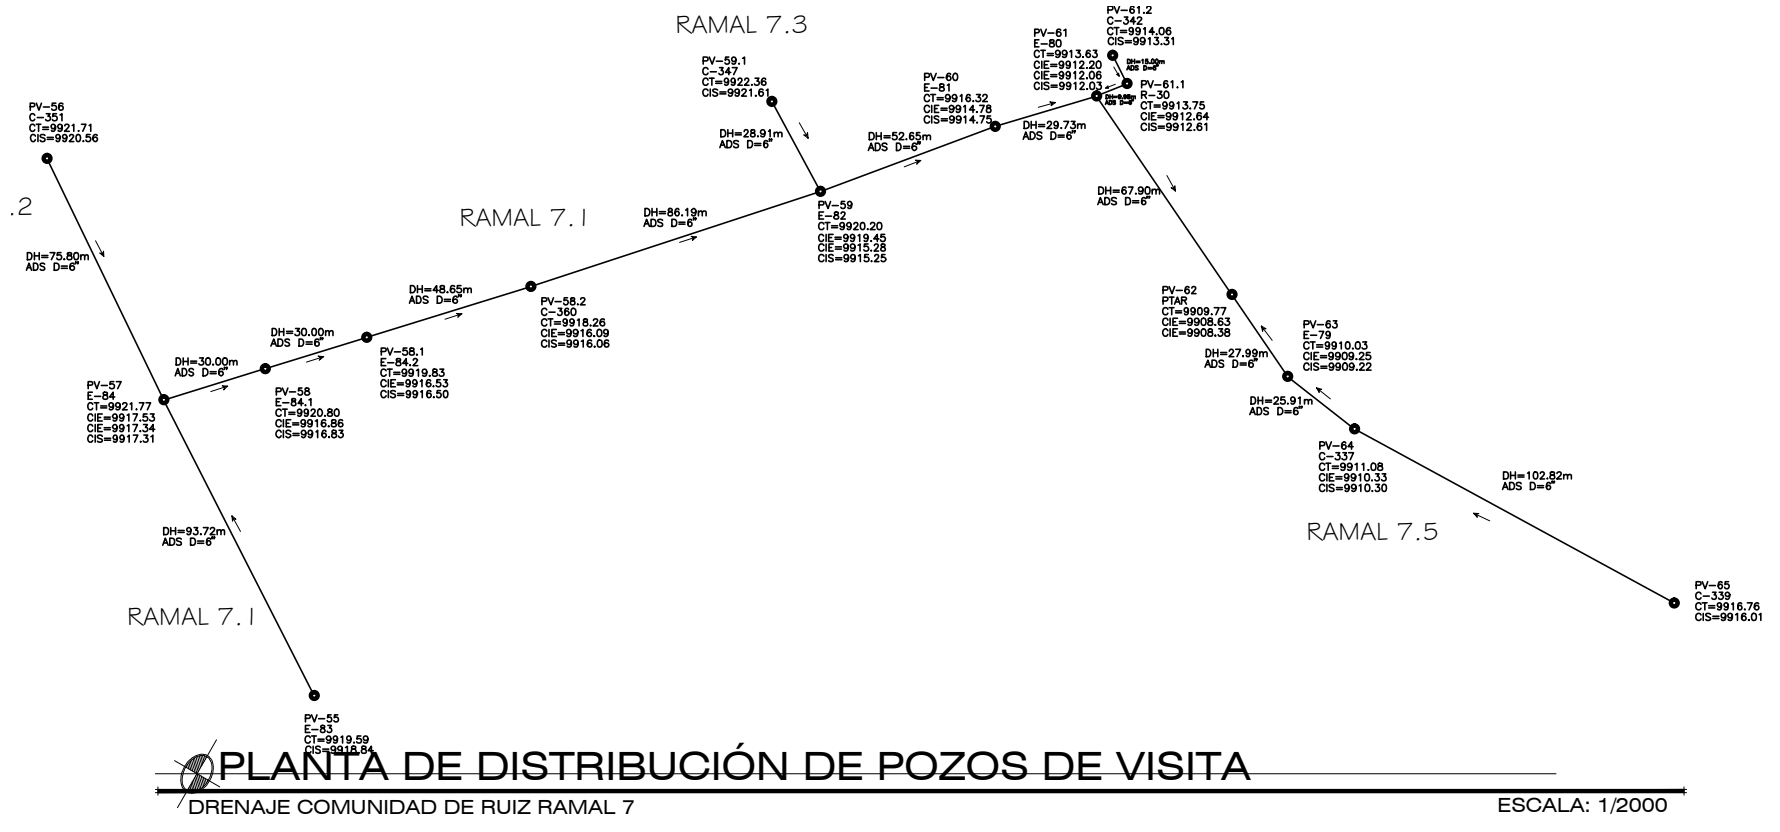 RAMAL 7.3
PV-61.2
C-342
CT=9914.06
CIS=9913.31
PV-61
E-80
CT=9913.63
CIE=9912.20
CIE=9912.06
CIS=9912.03
DH=15.00m
ADS D=6"
PV-59.1
C-347
CT=9922.36
CIS=9921.61
PV-60
E-81
CT=9916.32
CIE=9914.78
CIS=9914.75
PV-61.1
R-30
CT=9913.75
CIE=9912.64
CIS=9912.61
ADS D=6"
PV-56
C-351
CT=9921.71
CIS=9920.56
DH=28.91m
ADS D=6"
DH=52.65m
ADS D=6"
DH=29.73m
ADS D=6"
.2
RAMAL 7.1
DH=86.19m
ADS D=6"
PV-59
E-82
CT=9920.20
CIE=9919.45
CIE=9915.28
CIS=9915.25
DH=67.90m
ADS D=6"
DH=75.80m
ADS D=6"
DH=48.65m
ADS D=6"
PV-58.2
C-360
CT=9918.26
CIE=9916.09
CIS=9916.06
PV-62
PTAR
CT=9909.77
CIE=9908.63
CIE=9908.38
PV-63
E-79
CT=9910.03
CIE=9909.25
CIS=9909.22
DH=30.00m
ADS D=6"
DH=30.00m
ADS D=6"
PV-58.1
E-84.2
CT=9919.83
CIE=9916.53
CIS=9916.50
DH=27.99m
ADS D=6"
PV-57
E-84
CT=9921.77
CIE=9917.53
CIE=9917.34
CIS=9917.31
PV-58
E-84.1
CT=9920.80
CIE=9916.86
CIS=9916.83
DH=25.91m
ADS D=6"
PV-64
C-337
CT=9911.08
CIE=9910.33
CIS=9910.30
DH=102.82m
ADS D=6"
DH=93.72m
ADS D=6"
RAMAL 7.5
RAMAL 7.1
PV-65
C-339
CT=9916.76
CIS=9916.01
PV-55
E-83
CT=9919.59
CIS=9918.84
PLANTA DE DISTRIBUCIÓN DE POZOS DE VISITA
DRENAJE COMUNIDAD DE RUIZ RAMAL 7
ESCALA: 1/2000